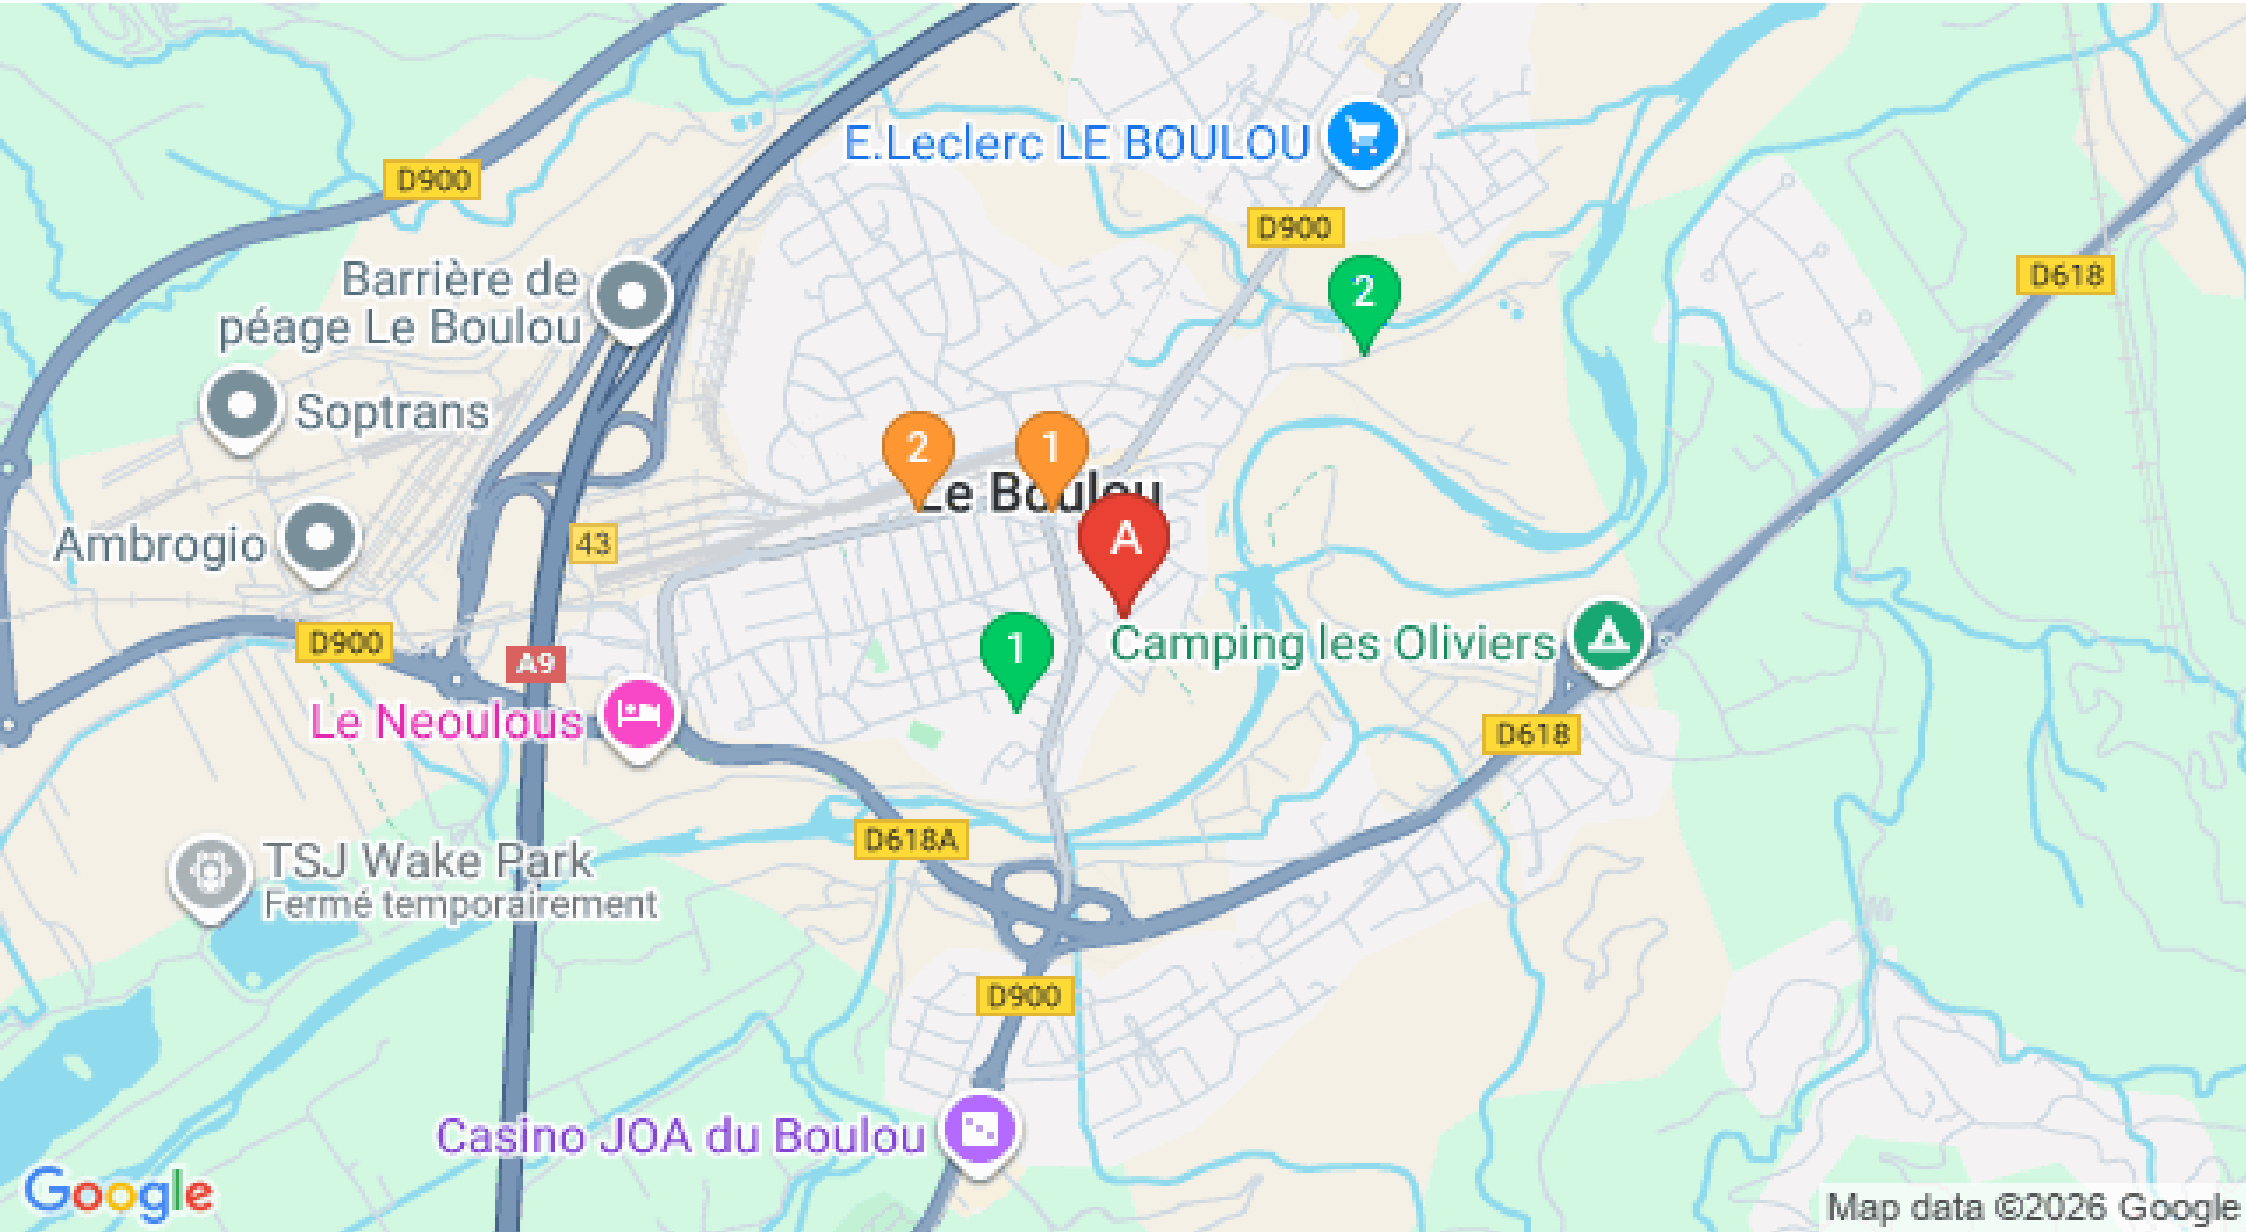 E.Leclerc LE BOULOU
D900
D900
2
D618
Barrière de
péage Le Boulou
Soptrans
2
1
Le Boulou
A
Ambrogio
43
D900
A9
1
Camping les Oliviers
Le Neoulous
D618
D618A
TSJ Wake Park
Fermé temporairement
D900
Casino JOA du Boulou
Google
Map data ©2026 Google